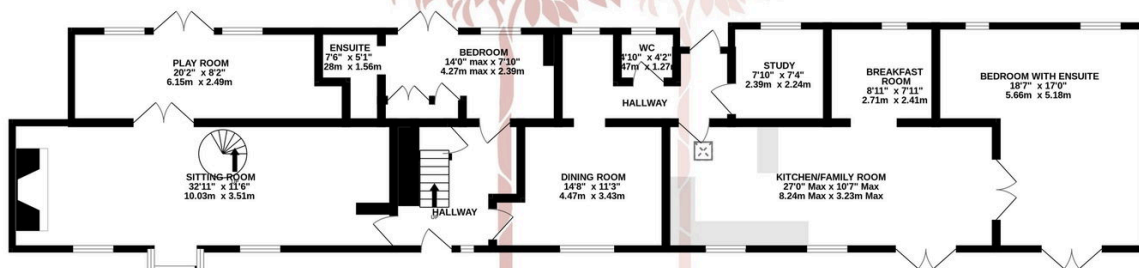 PLAY ROOM
20'2" x 8'2"
6.15m x 2.49m
ENSUITE
7'6" x 5'1"
28m x 1.56m
BEDROOM
14'0" max x 7'10"
4.27m max x 2.39m
WC
4'10" x 4'2"
47m x 1.27m
HALLWAY
STUDY
7'10" x 7'4"
2.39m x 2.24m
BREAKFAST
ROOM
8'11" x 7'11"
2.71m x 2.41m
BEDROOM WITH ENSUITE
18'7" x 17'0"
5.66m x 5.18m
SITTING ROOM
32'11" x 11'6"
10.03m x 3.51m
HALLWAY
DINING ROOM
14'8" x 11'3"
4.47m x 3.43m
KITCHEN/FAMILY ROOM
27'0" Max x 10'7" Max
8.24m Max x 3.23m Max